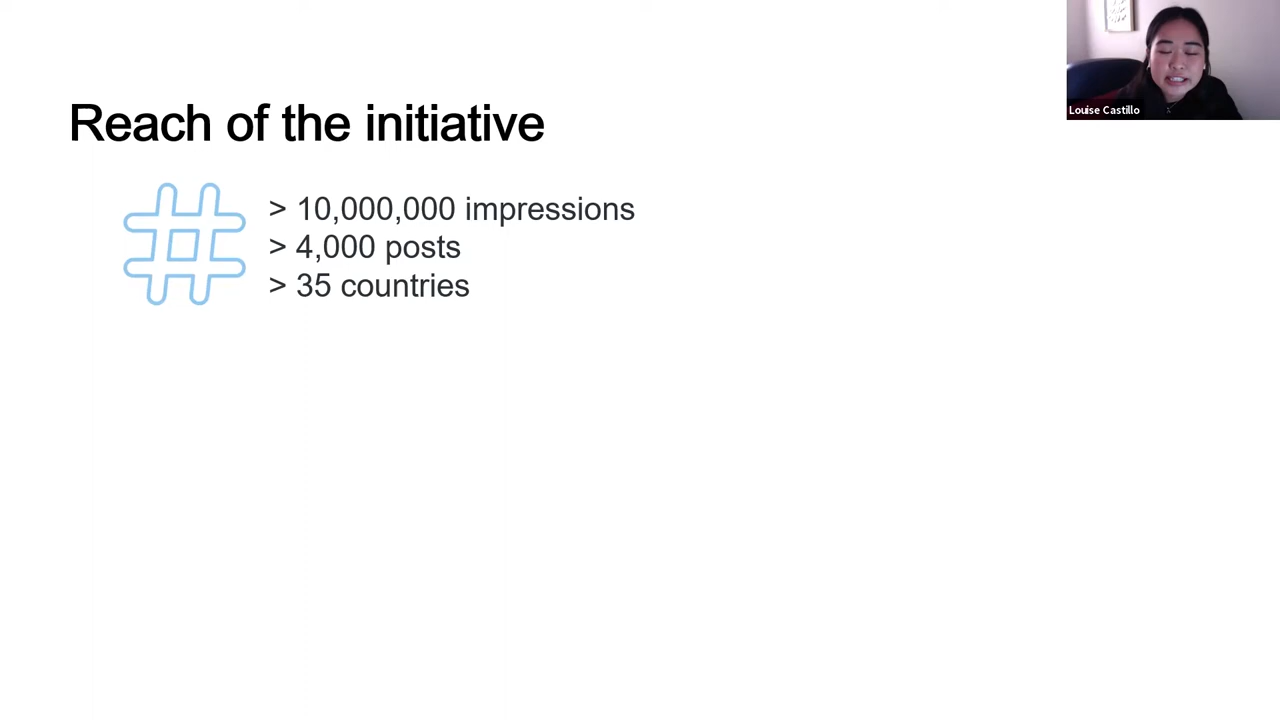 Louise Castillo
Reach of the initiative
> 10,000,000 impressions
> 4,000 posts
> 35 countries